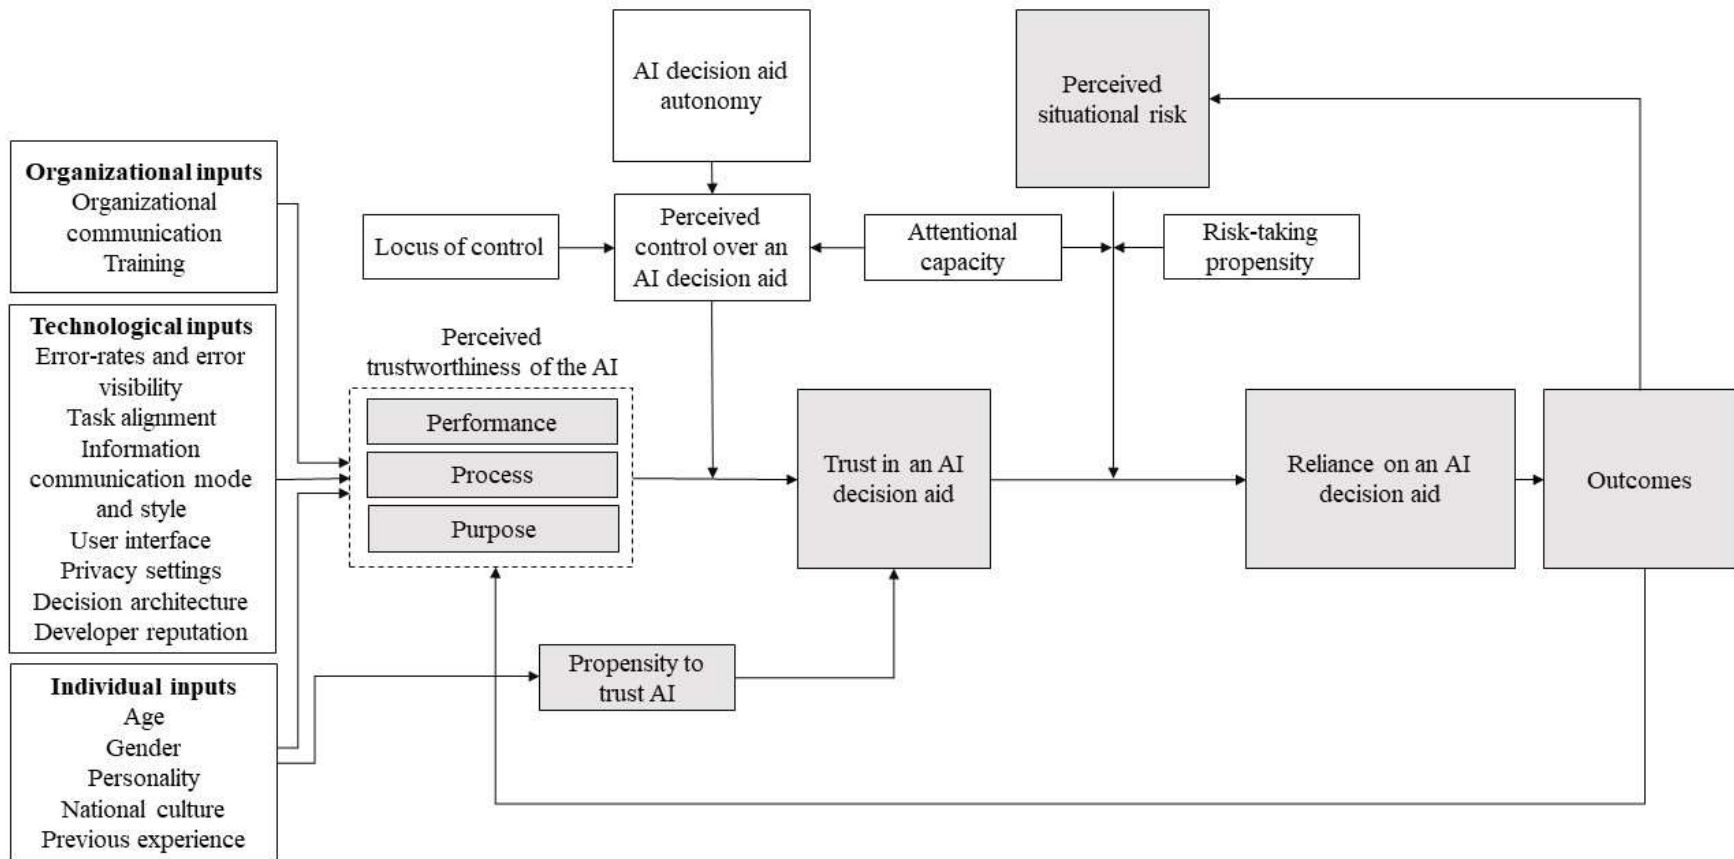 AI decision aid
autonomy
Perceived
situational risk
Organizational inputs
Organizational
communication
Training
Locus of control
Perceived
control over an
AI decision aid
Attentional
capacity
Risk-taking
propensity
Technological inputs
Error-rates and error
visibility
Task alignment
Information
communication mode
and style
User interface
Privacy settings
Decision architecture
Developer reputation
Perceived
trustworthiness of the AI
Performance
Process
Purpose
Trust in an AI
decision aid
Reliance on an AI
decision aid
Outcomes
Propensity to
trust AI
Individual inputs
Age
Gender
Personality
National culture
Previous experience